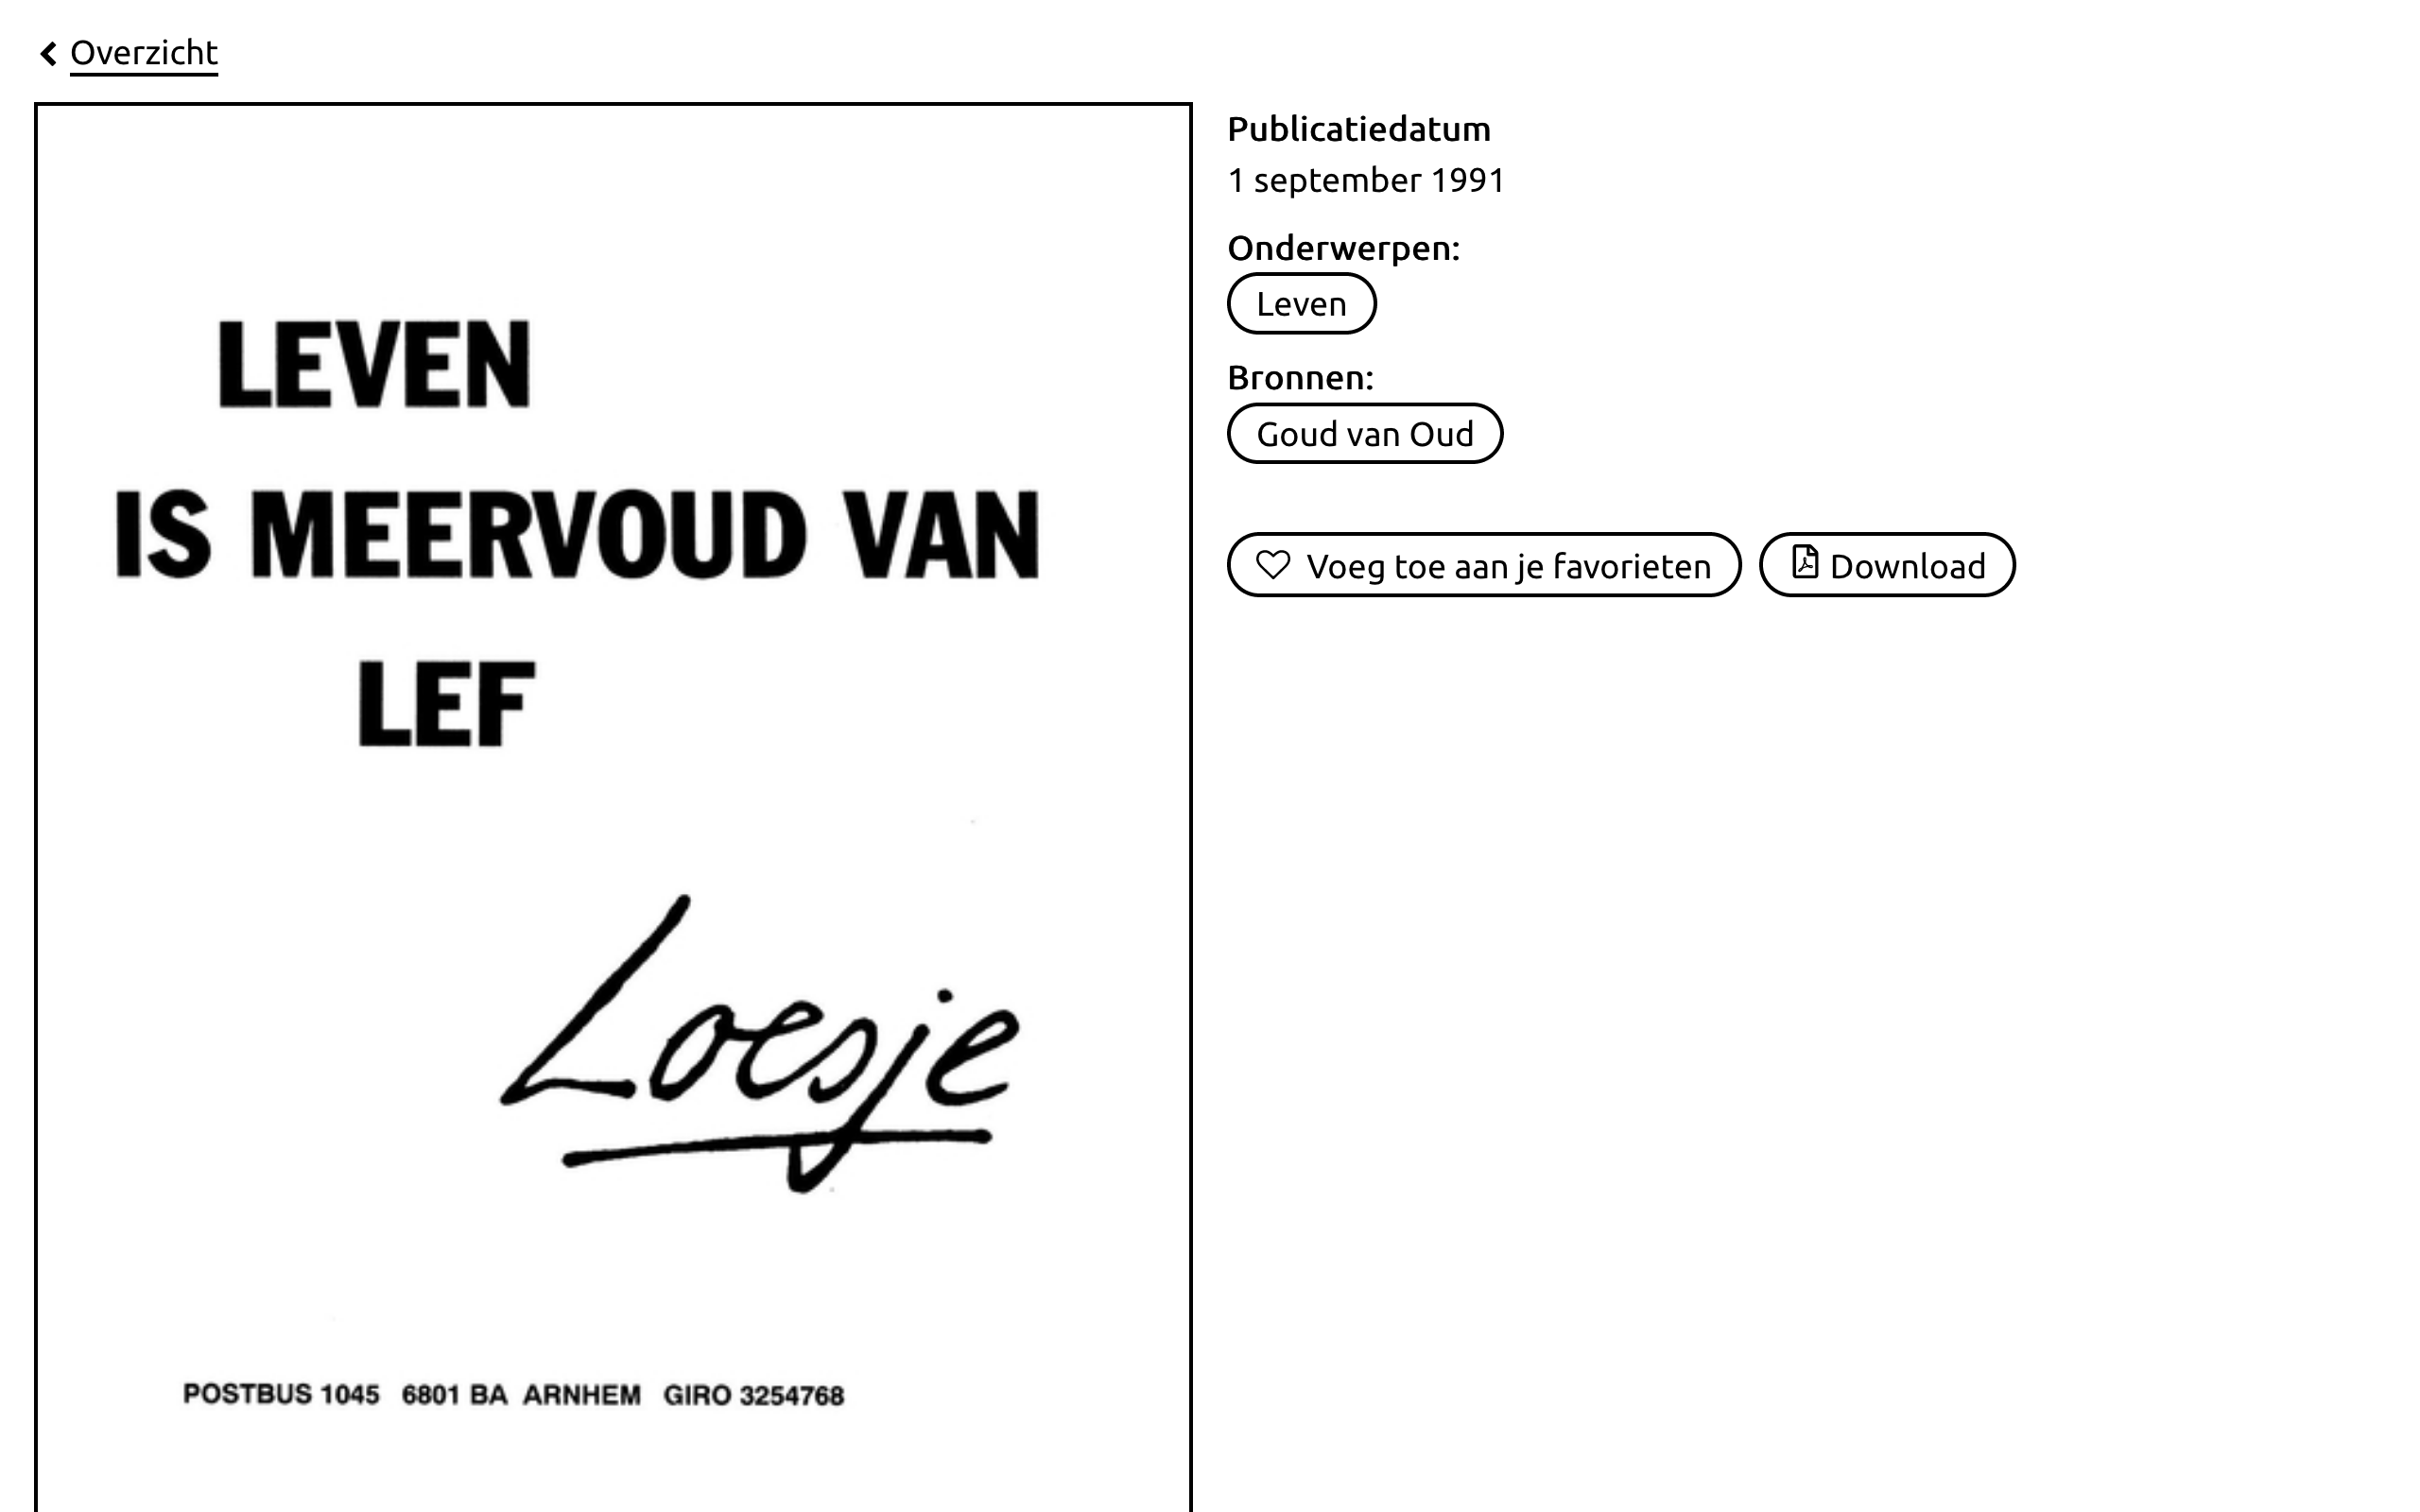 Overzicht
LEVEN
IS MEERVOUD VAN
LEF
Loesje
POSTBUS 1045 6801 BA ARNHEM GIRO 3254768
Publicatiedatum
1 september 1991
Onderwerpen:
Leven
Bronnen:
Goud van Oud
Voeg toe aan je favorieten
Download